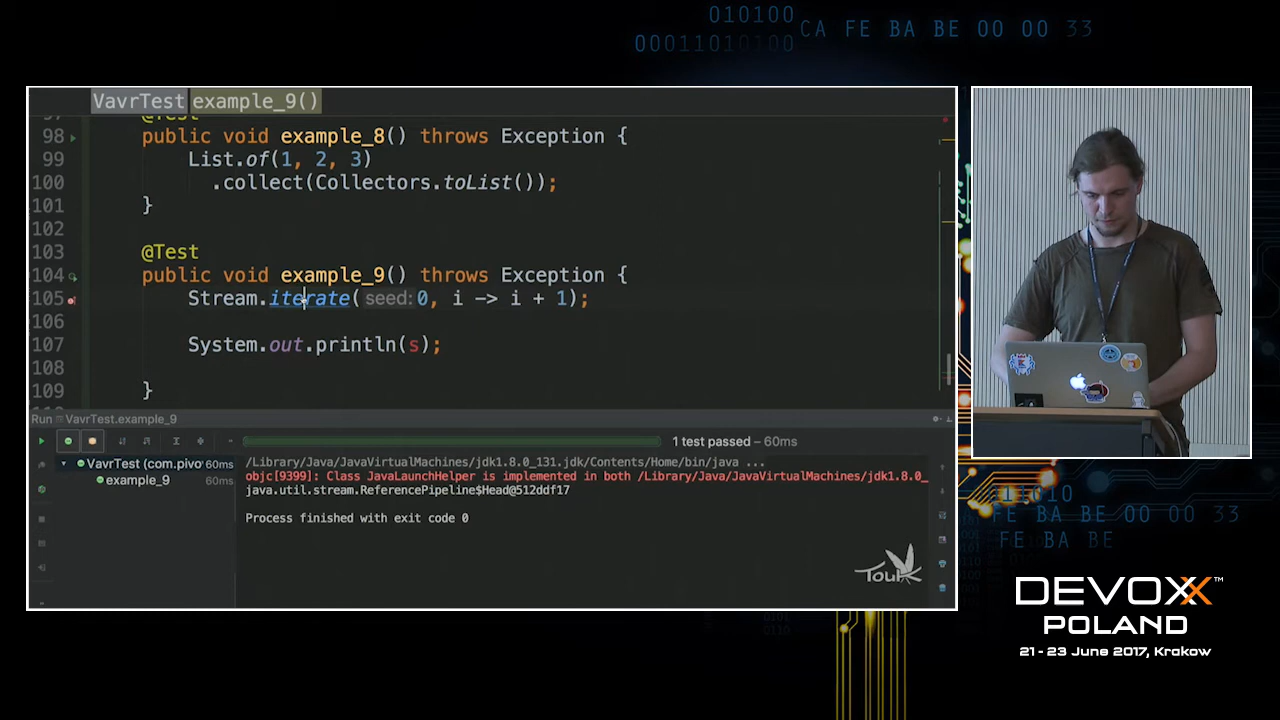 010100
00011010100
CA FE BA BE 00 00 33
VavrTest example_9()
97 @Test
98 public void example_8() throws Exception {
99 List.of(1, 2, 3)
100 .collect(Collectors.toList());
101 }
102
103 @Test
104 public void example_9() throws Exception {
105 Stream.iterate( seed: 0, i -> i + 1);
106
107 System.out.println(s);
108
109 }
Run VavrTest.example_9
1 test passed – 60ms
VavrTest (com.pivo 60ms
example_9 60ms
/Library/Java/JavaVirtualMachines/jdk1.8.0_131.jdk/Contents/Home/bin/java ...
objc[9399]: Class JavaLaunchHelper is implemented in both /Library/Java/JavaVirtualMachines/jdk1.8.0_
java.util.stream.ReferencePipeline$Head@512ddf17
Process finished with exit code 0
Touk
FE BA BE 00 00 33
FE BA BE
DEVOXX™
POLAND
21 - 23 June 2017, Krakow